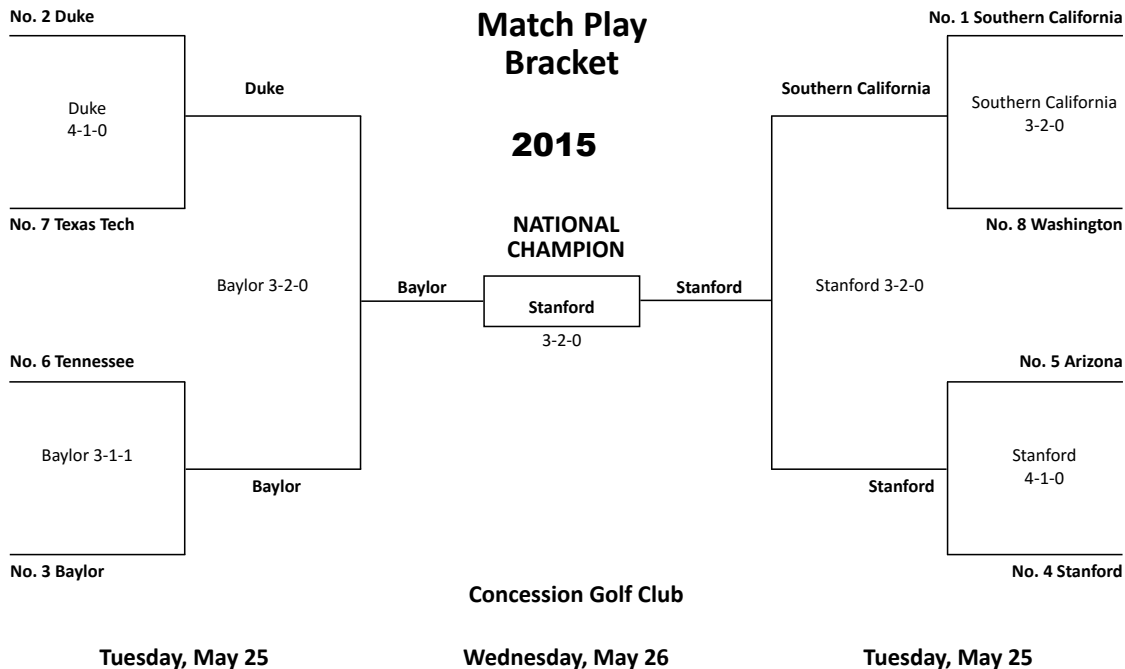 No. 2 Duke
Match Play
Bracket
No. 1 Southern California
Duke
Southern California
Duke
4-1-0
Southern California
3-2-0
2015
No. 7 Texas Tech
NATIONAL
CHAMPION
No. 8 Washington
Baylor 3-2-0
Baylor
Stanford
Stanford
Stanford 3-2-0
3-2-0
No. 6 Tennessee
No. 5 Arizona
Baylor 3-1-1
Stanford
4-1-0
Baylor
Stanford
No. 3 Baylor
No. 4 Stanford
Concession Golf Club
Tuesday, May 25
Wednesday, May 26
Tuesday, May 25